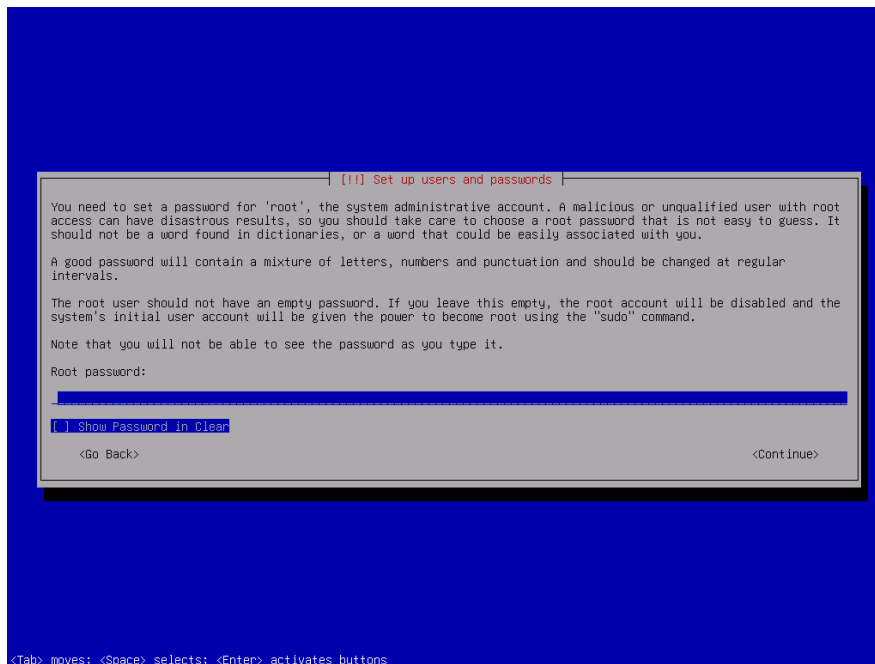 [!!] Set up users and passwords
You need to set a password for 'root', the system administrative account. A malicious or unqualified user with root
access can have disastrous results, so you should take care to choose a root password that is not easy to guess. It
should not be a word found in dictionaries, or a word that could be easily associated with you.
A good password will contain a mixture of letters, numbers and punctuation and should be changed at regular
intervals.
The root user should not have an empty password. If you leave this empty, the root account will be disabled and the
system's initial user account will be given the power to become root using the "sudo" command.
Note that you will not be able to see the password as you type it.
Root password:
[ ] Show Password in Clear
<Go Back> <Continue>
<Tab> moves; <Space> selects; <Enter> activates buttons